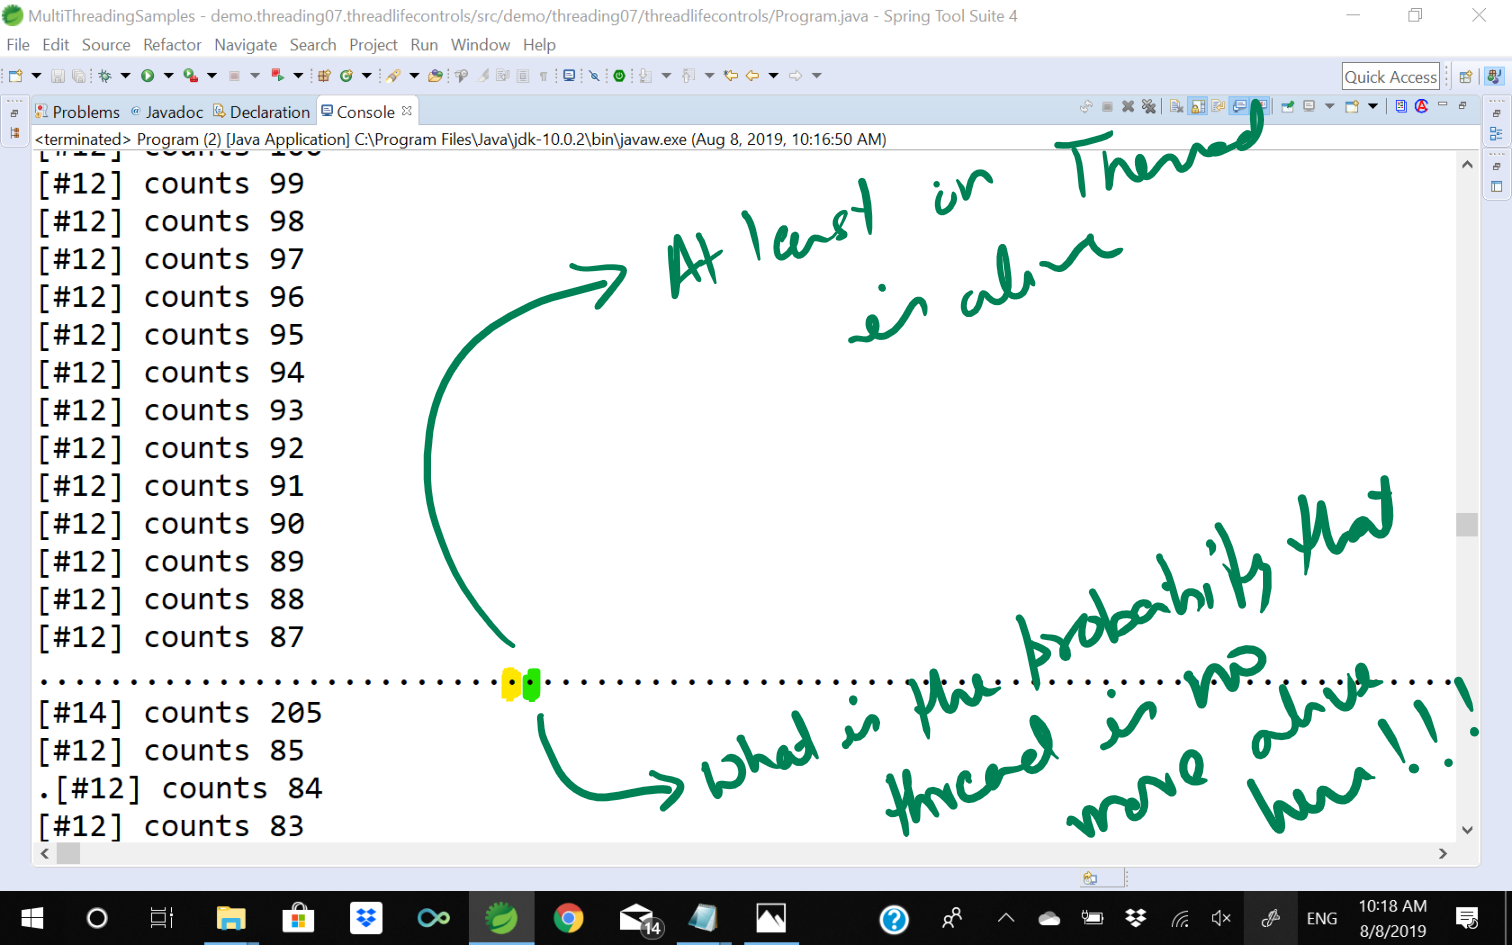 MultiThreadingSamples - demo.threading07.threadlifecontrols/src/demo/threading07/threadlifecontrols/Program.java - Spring Tool Suite 4
File Edit Source Refactor Navigate Search Project Run Window Help
Quick Access
Problems Javadoc Declaration Console
<terminated> Program (2) [Java Application] C:\Program Files\Java\jdk-10.0.2\bin\javaw.exe (Aug 8, 2019, 10:16:50 AM)
[#12] counts 100
[#12] counts 99
[#12] counts 98
[#12] counts 97
[#12] counts 96
[#12] counts 95
[#12] counts 94
[#12] counts 93
[#12] counts 92
[#12] counts 91
[#12] counts 90
[#12] counts 89
[#12] counts 88
[#12] counts 87
[#14] counts 205
[#12] counts 85
.[#12] counts 84
[#12] counts 83
At least in Thread
is alive
what is the probability that
thread is no
more alive
here!!!
14
ENG
10:18 AM
8/8/2019